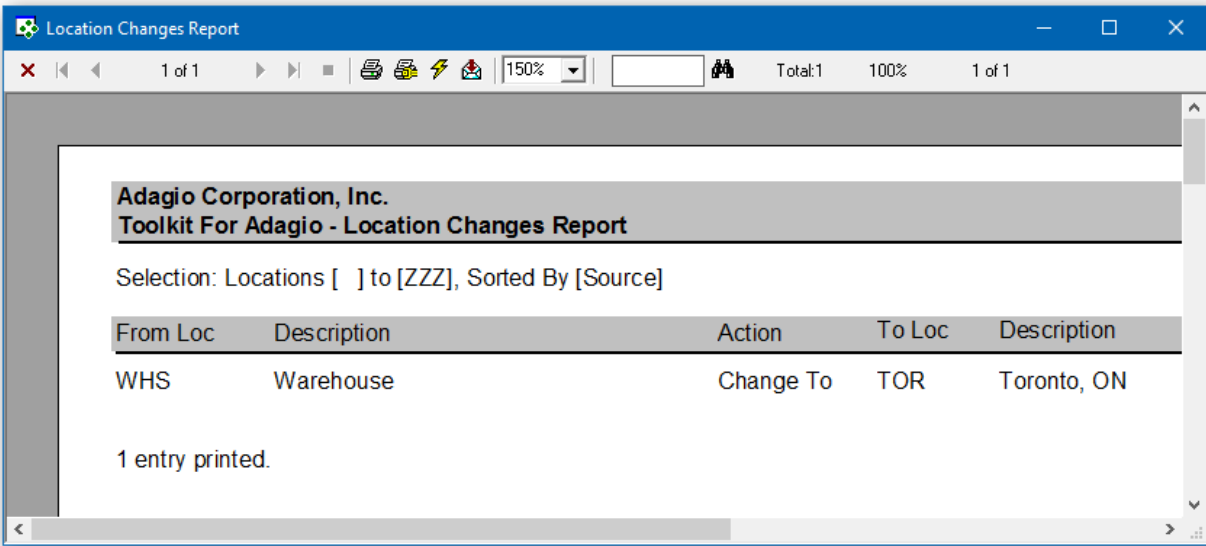 Location Changes Report
1 of 1 150% Total:1 100% 1 of 1
Adagio Corporation, Inc.
Toolkit For Adagio - Location Changes Report
Selection: Locations [   ] to [ZZZ], Sorted By [Source]
From Loc Description Action To Loc Description
WHS Warehouse Change To TOR Toronto, ON
1 entry printed.